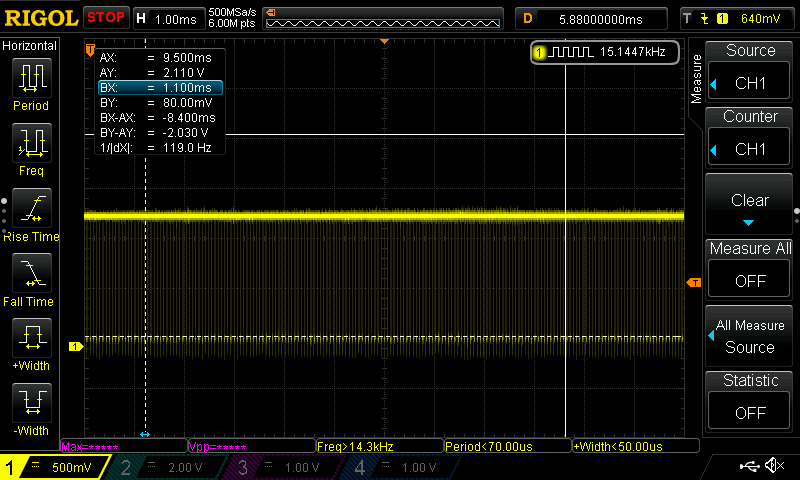 RIGOL STOP H 1.00ms 500MSa/s 6.00M pts D 5.88000000ms T 1 640mV
Horizontal
Period
Freq
Rise Time
Fall Time
+Width
-Width
T
AX: = 9.500ms
AY: = 2.110 V
BX: = 1.100ms
BY: = 80.00mV
BX-AX: = -8.400ms
BY-AY: = -2.030 V
1/|dX|: = 119.0 Hz
1 15.1447kHz
T
1
Measure
Source
CH1
Counter
CH1
Clear
Measure All
OFF
All Measure
Source
Statistic
OFF
Max=***** Vpp=***** Freq>14.3kHz Period<70.00us +Width<50.00us
1 = 500mV 2 = 2.00 V 3 = 1.00 V 4 = 1.00 V